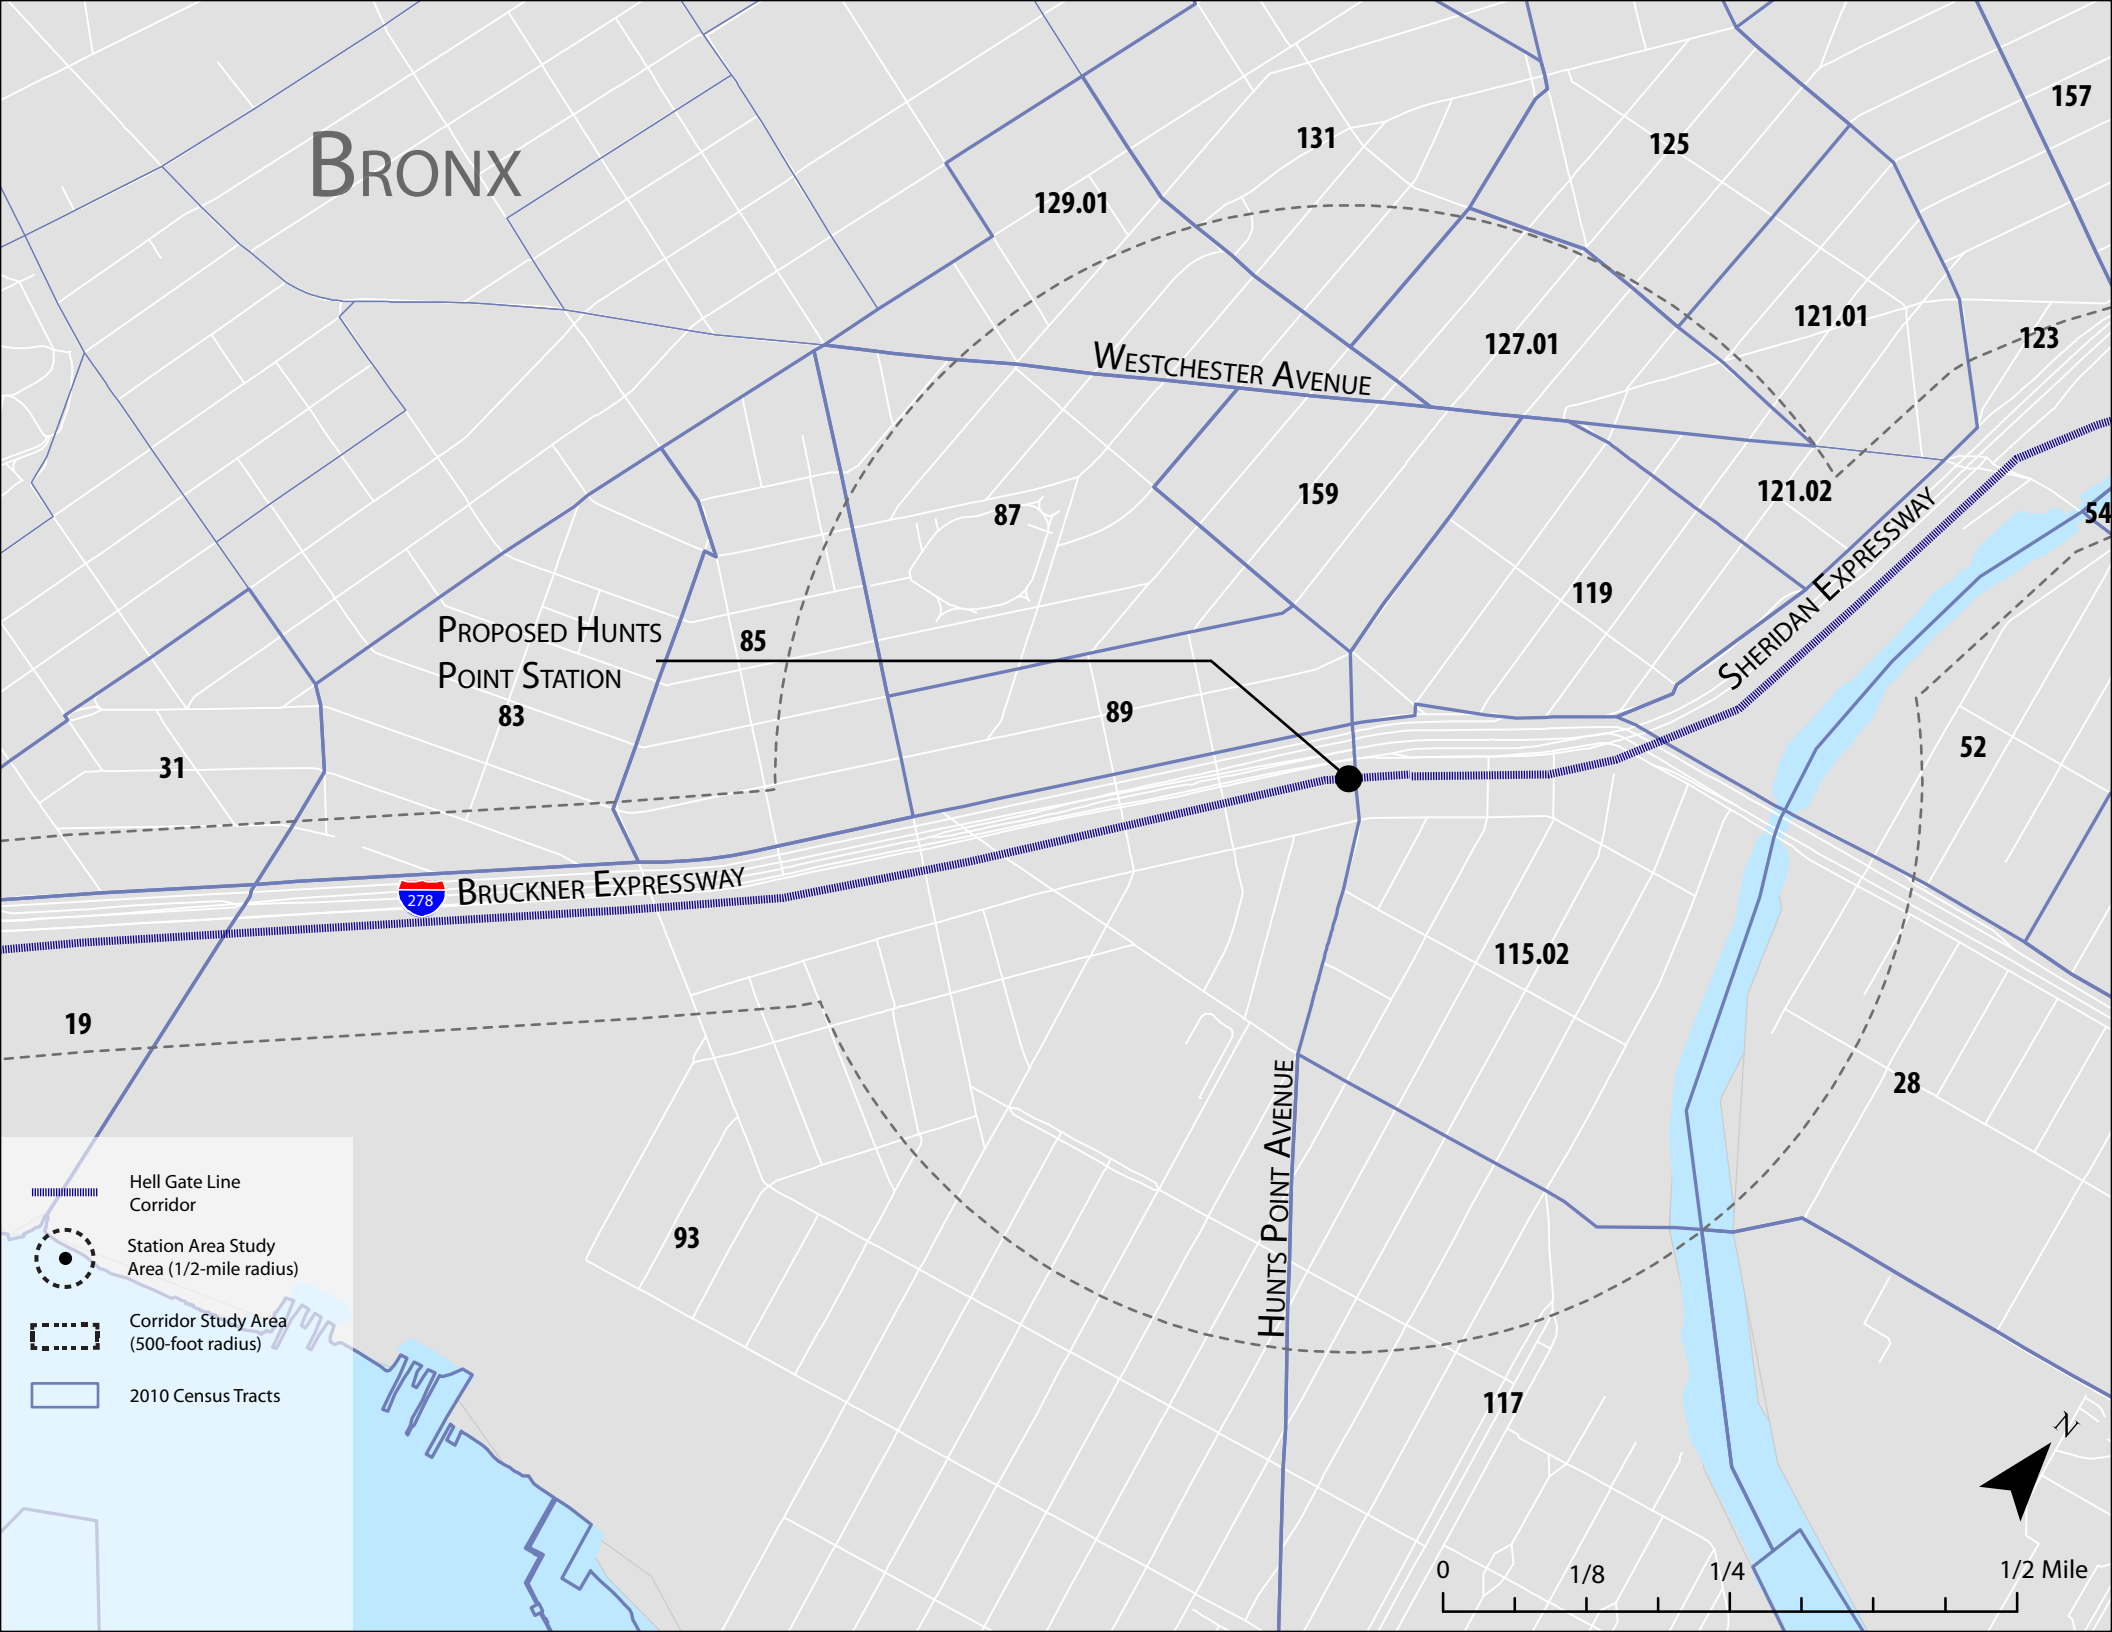 157
131
125
BRONX
129.01
121.01
123
127.01
WESTCHESTER AVENUE
159
121.02
87
54
119
SHERIDAN EXPRESSWAY
PROPOSED HUNTS
POINT STATION
85
83
89
52
31
278
BRUCKNER EXPRESSWAY
115.02
19
28
HUNTS POINT AVENUE
93
117
Hell Gate Line
Corridor
Station Area Study
Area (1/2-mile radius)
Corridor Study Area
(500-foot radius)
2010 Census Tracts
N
0 1/8 1/4 1/2 Mile